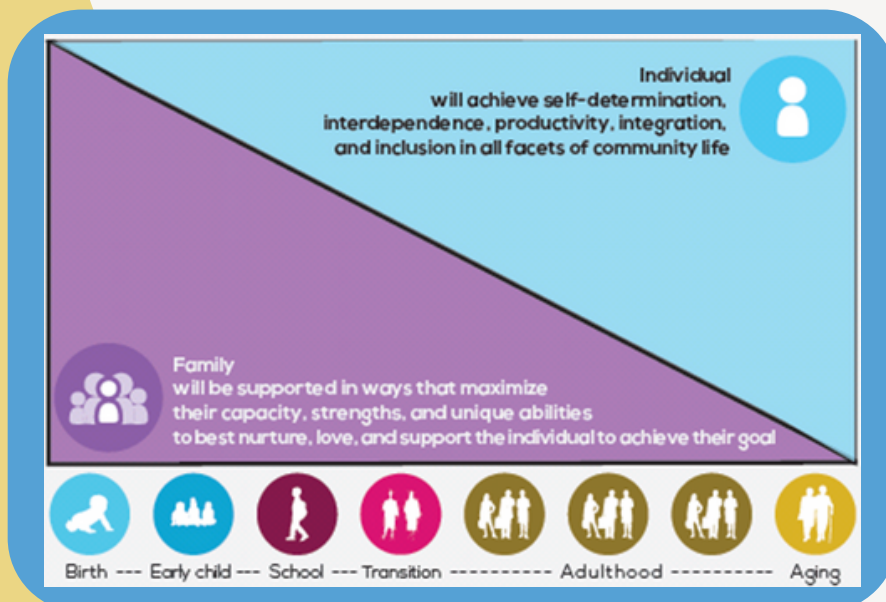 Individual
will achieve self-determination,
interdependence, productivity, integration,
and inclusion in all facets of community life
Family
will be supported in ways that maximize
their capacity, strengths, and unique abilities
to best nurture, love, and support the individual to achieve their goal
Birth --- Early child --- School --- Transition ---------- Adulthood ---------- Aging